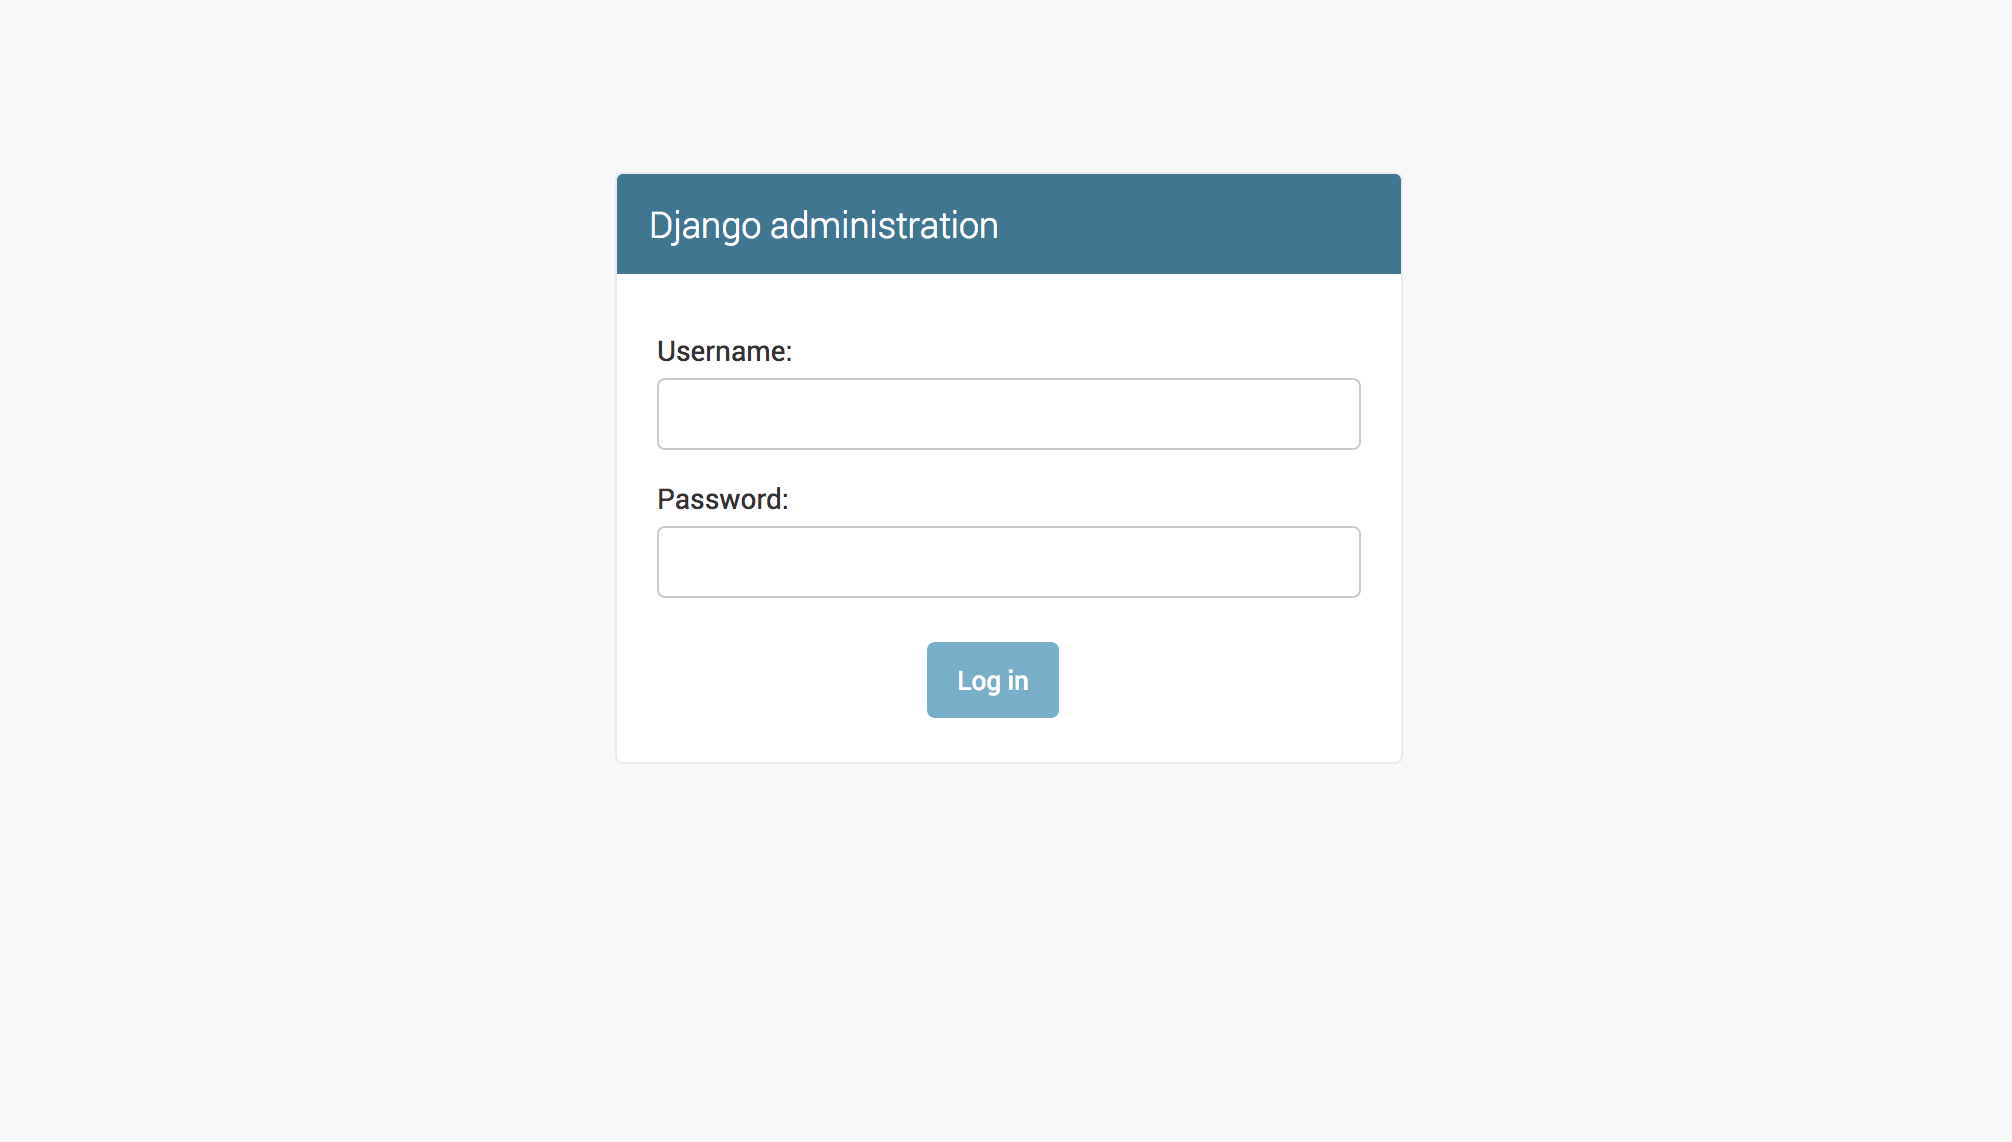 Django administration
Username:
Password:
Log in